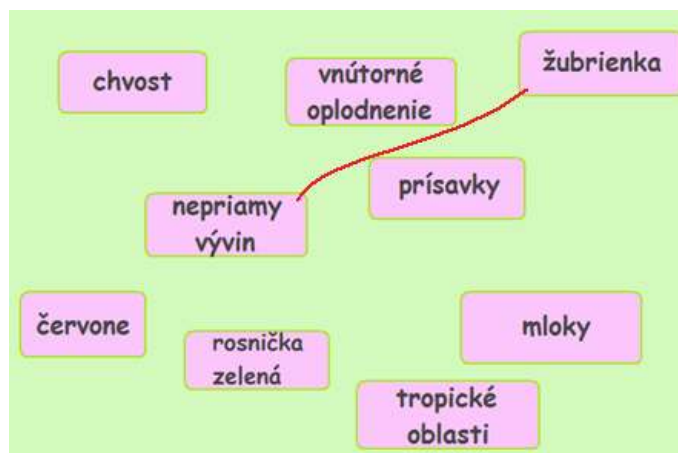 chvost
vnútorné
oplodnenie
žubrienka
prísavky
nepriamy
vývin
červone
rosnička
zelená
mloky
tropické
oblasti